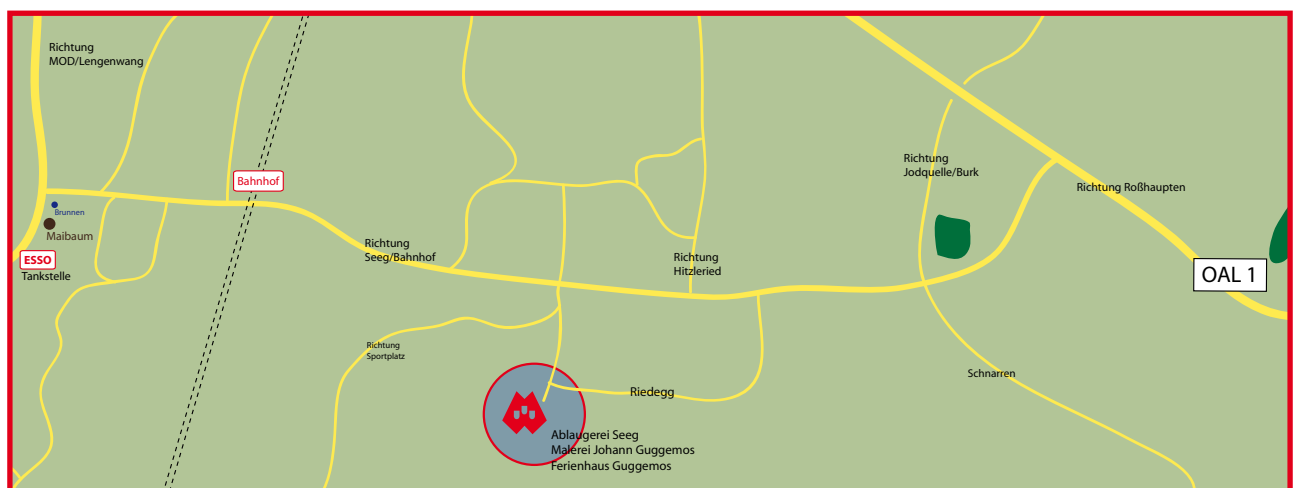 Richtung
MOD/Lengenwang
Bahnhof
Brunnen
Maibaum
ESSO
Tankstelle
Richtung
Seeg/Bahnhof
Richtung
Hitzleried
Richtung
Jodquelle/Burk
Richtung Roßhaupten
OAL 1
Richtung
Sportplatz
Riedegg
Schnarren
Ablaugerei Seeg
Malerei Johann Guggemos
Ferienhaus Guggemos